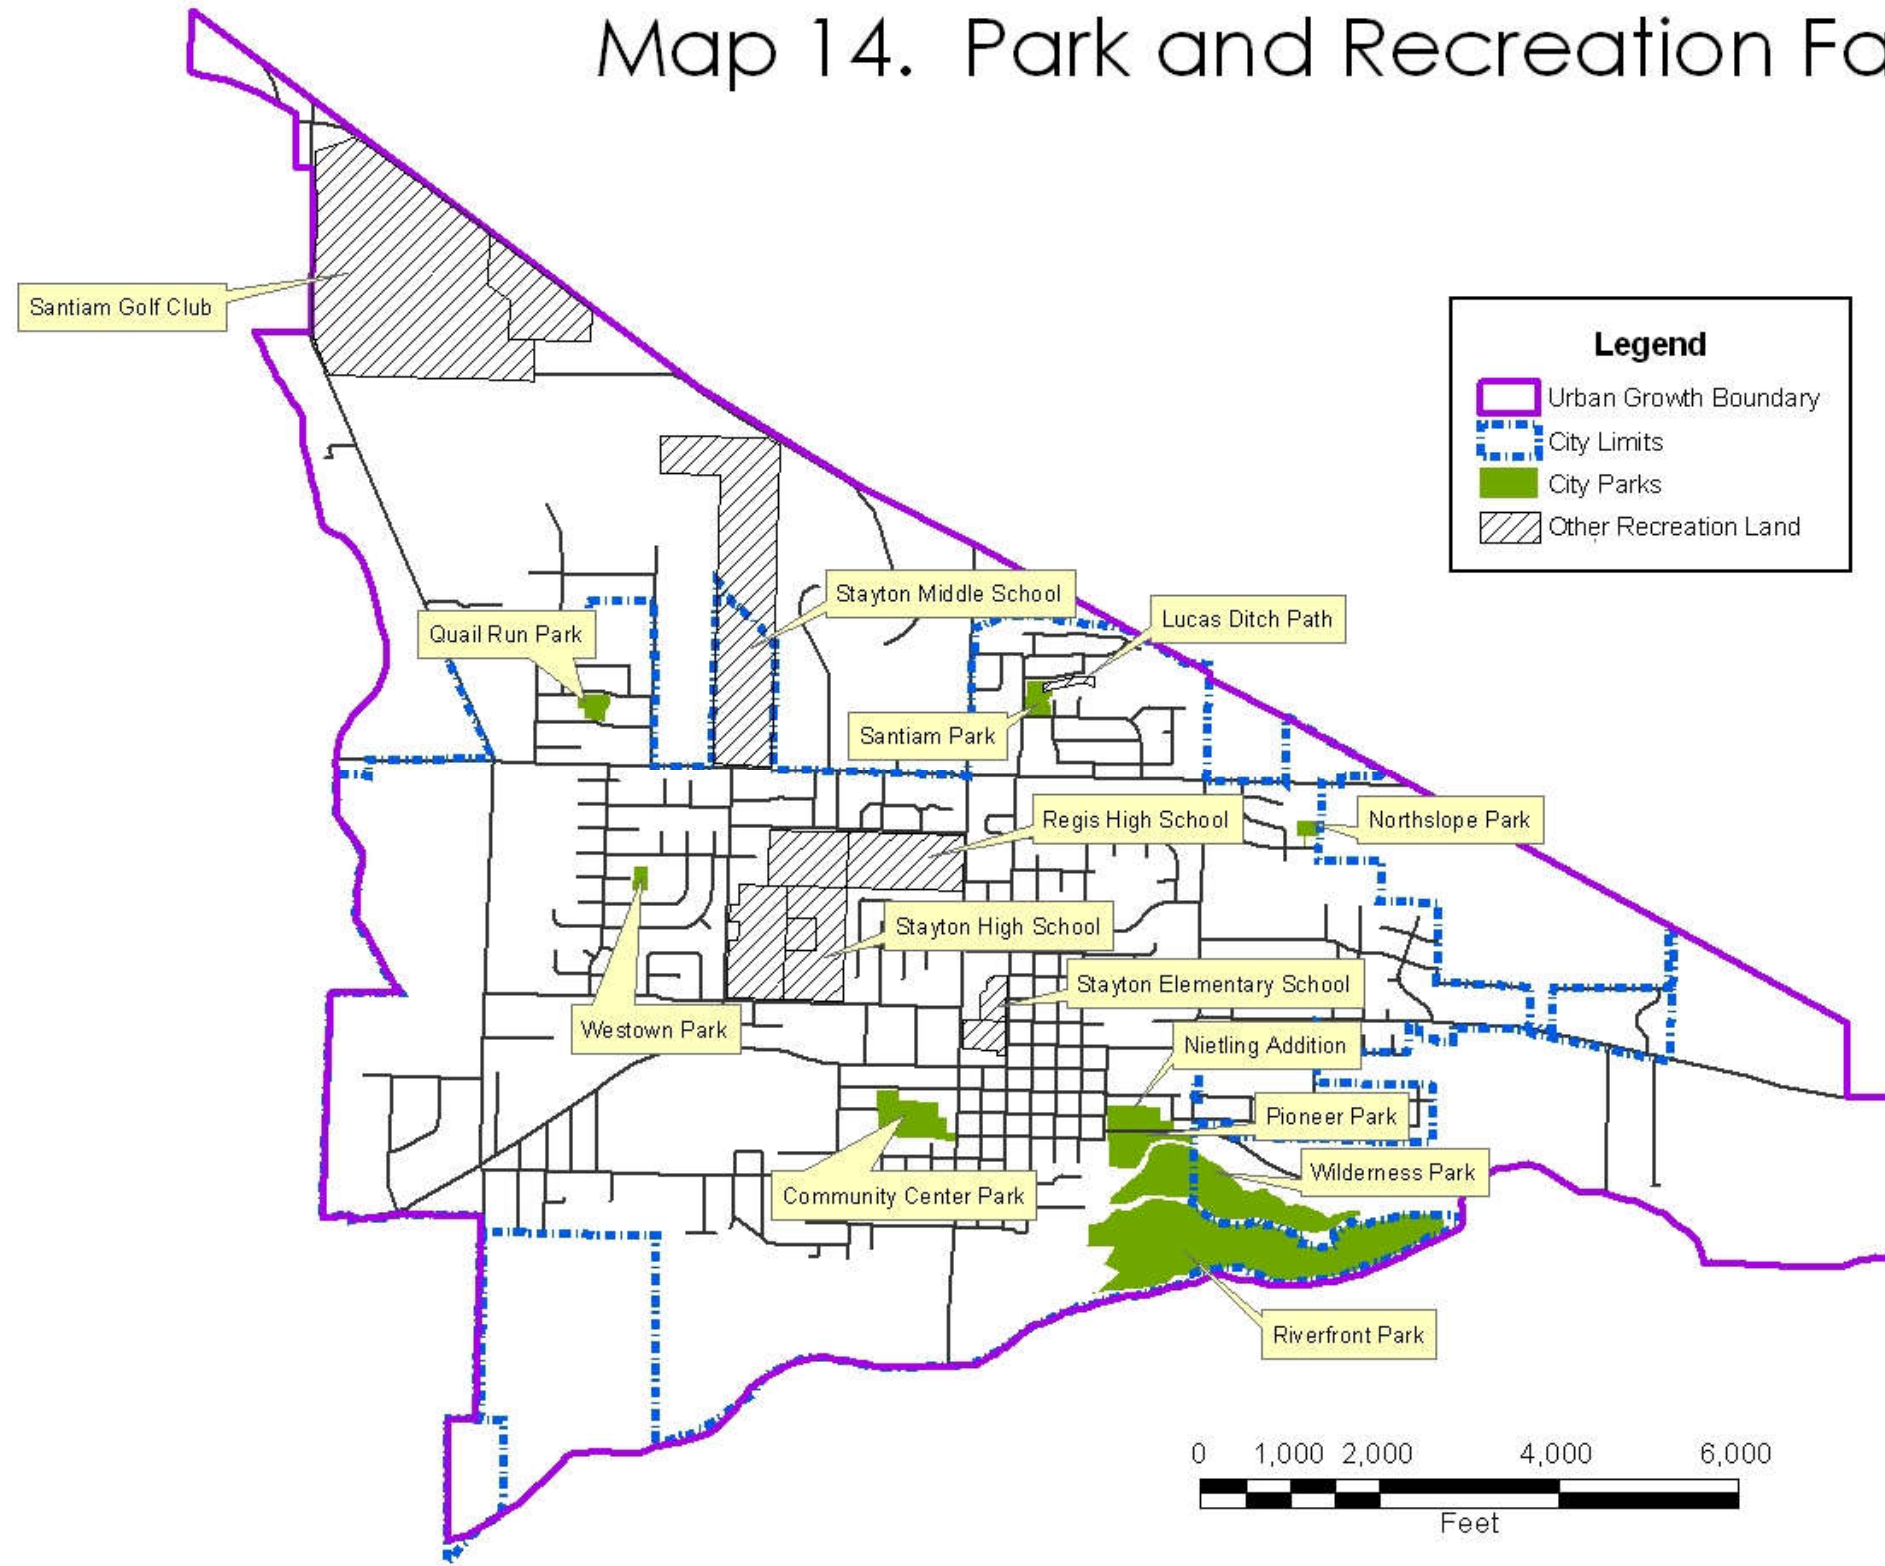 Map 14. Park and Recreation Fa
Santiam Golf Club
Legend
Urban Growth Boundary
City Limits
City Parks
Other Recreation Land
Stayton Middle School
Quail Run Park
Lucas Ditch Path
Santiam Park
Regis High School
Northslope Park
Stayton High School
Stayton Elementary School
Westown Park
Nietling Addition
Pioneer Park
Wilderness Park
Community Center Park
Riverfront Park
0 1,000 2,000 4,000 6,000
Feet